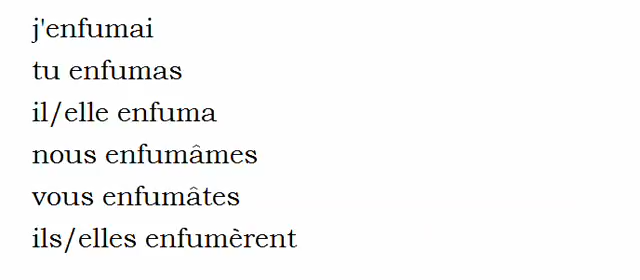 j'enfumai
tu enfumas
il/elle enfuma
nous enfumâmes
vous enfumâtes
ils/elles enfumèrent